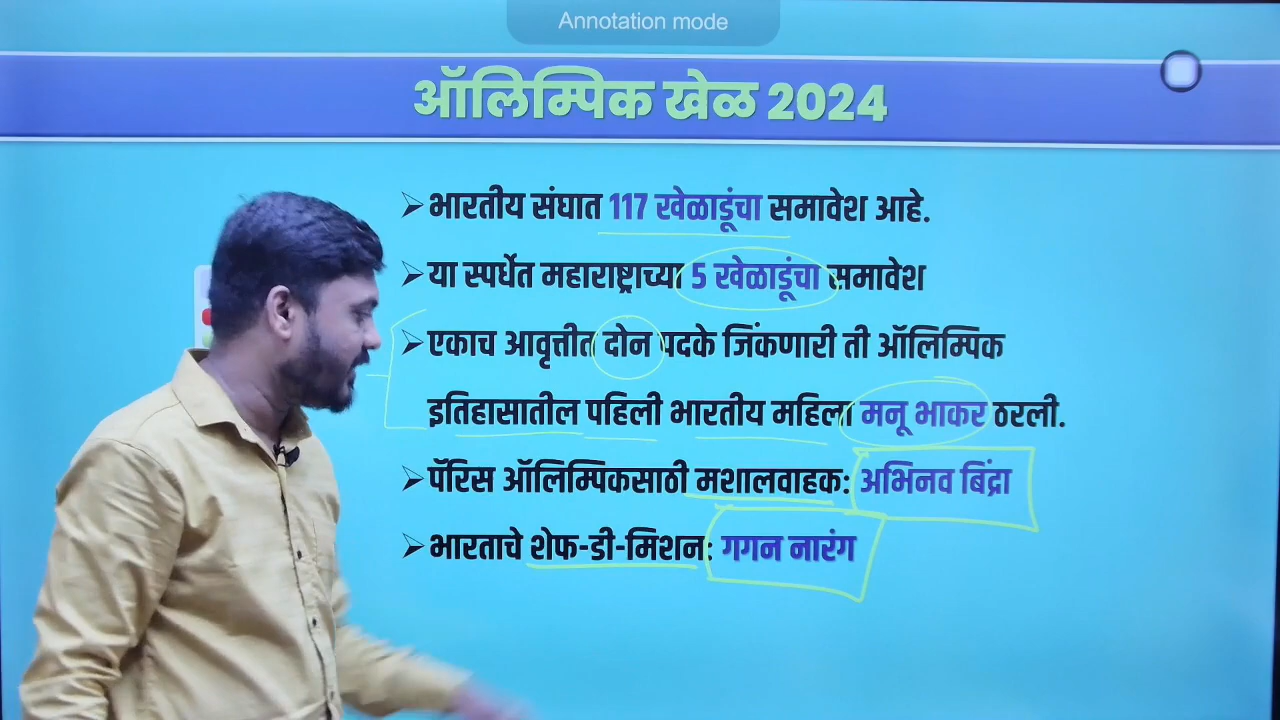 Annotation mode
ऑलिम्पिक खेळ 2024
➢भारतीय संघात 117 खेळाडूंचा समावेश आहे.
➢या स्पर्धेत महाराष्ट्राच्या 5 खेळाडूंचा समावेश
➢एकाच आवृत्तीत दोन पदके जिंकणारी ती ऑलिम्पिक
इतिहासातील पहिली भारतीय महिला मनू भाकर ठरली.
➢पॅरिस ऑलिम्पिकसाठी मशालवाहक: अभिनव बिंद्रा
➢भारताचे शेफ-डी-मिशन: गगन नारंग